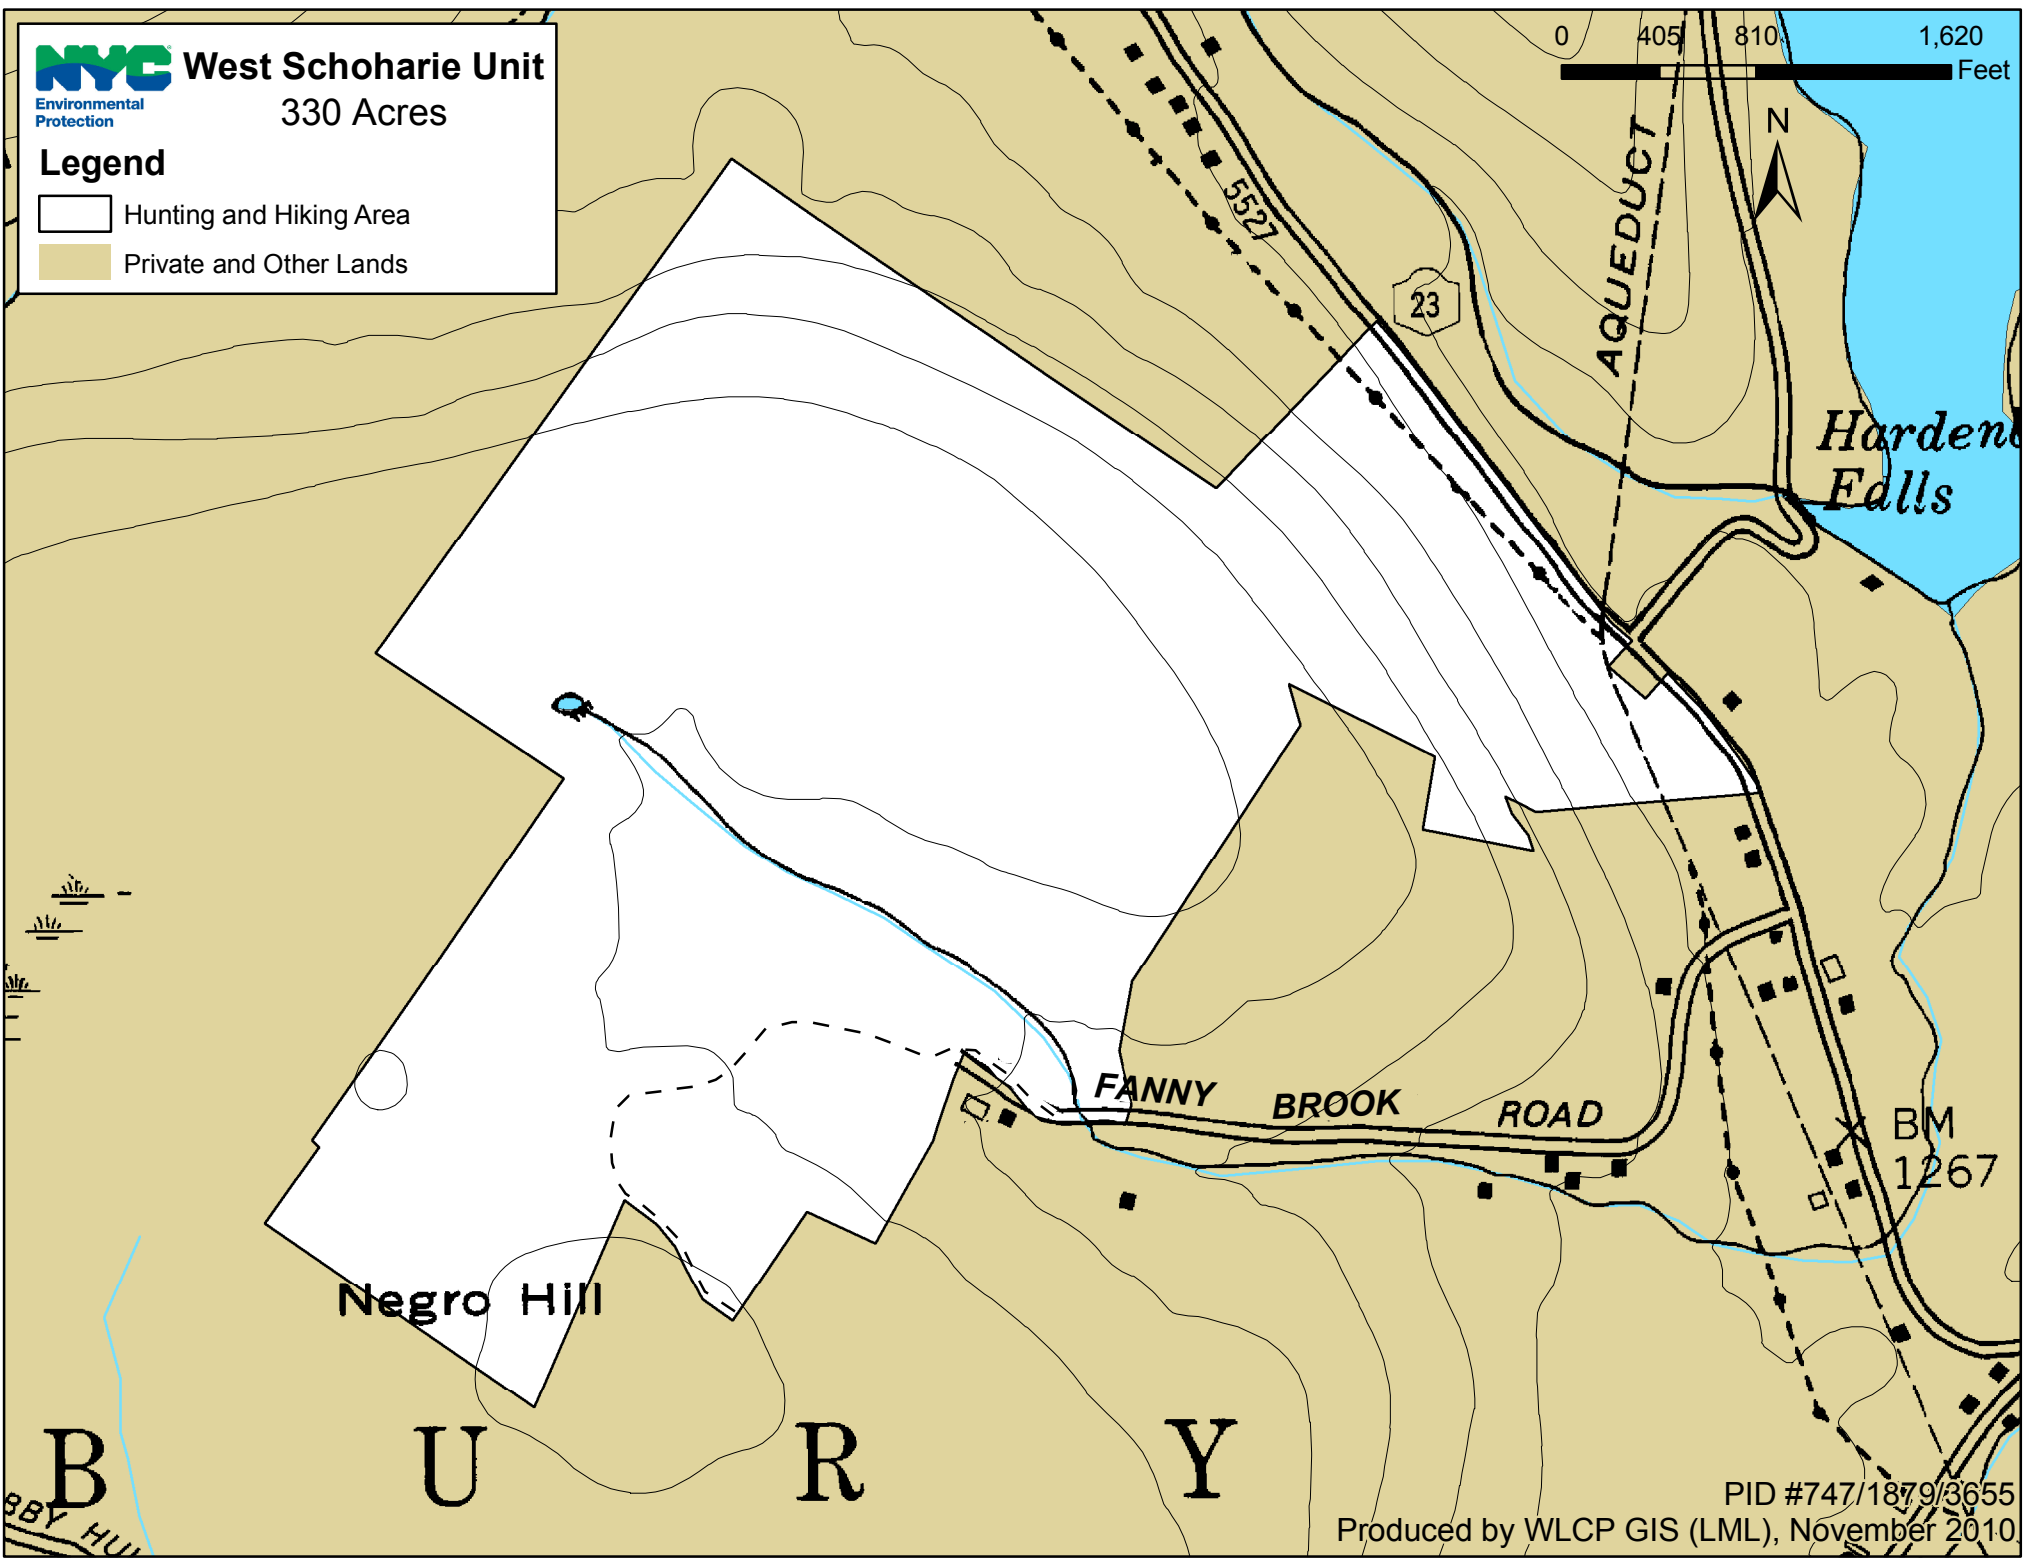 NYC
Environmental
Protection
West Schoharie Unit
330 Acres
Legend
Hunting and Hiking Area
Private and Other Lands
0 405 810 1,620
Feet
N
AQUEDUCT
5527
23
Falls
FANNY BROOK ROAD
BM
1267
Negro Hill
B U R Y
PID #747/1879/3655
Produced by WLCP GIS (LML), November 2010